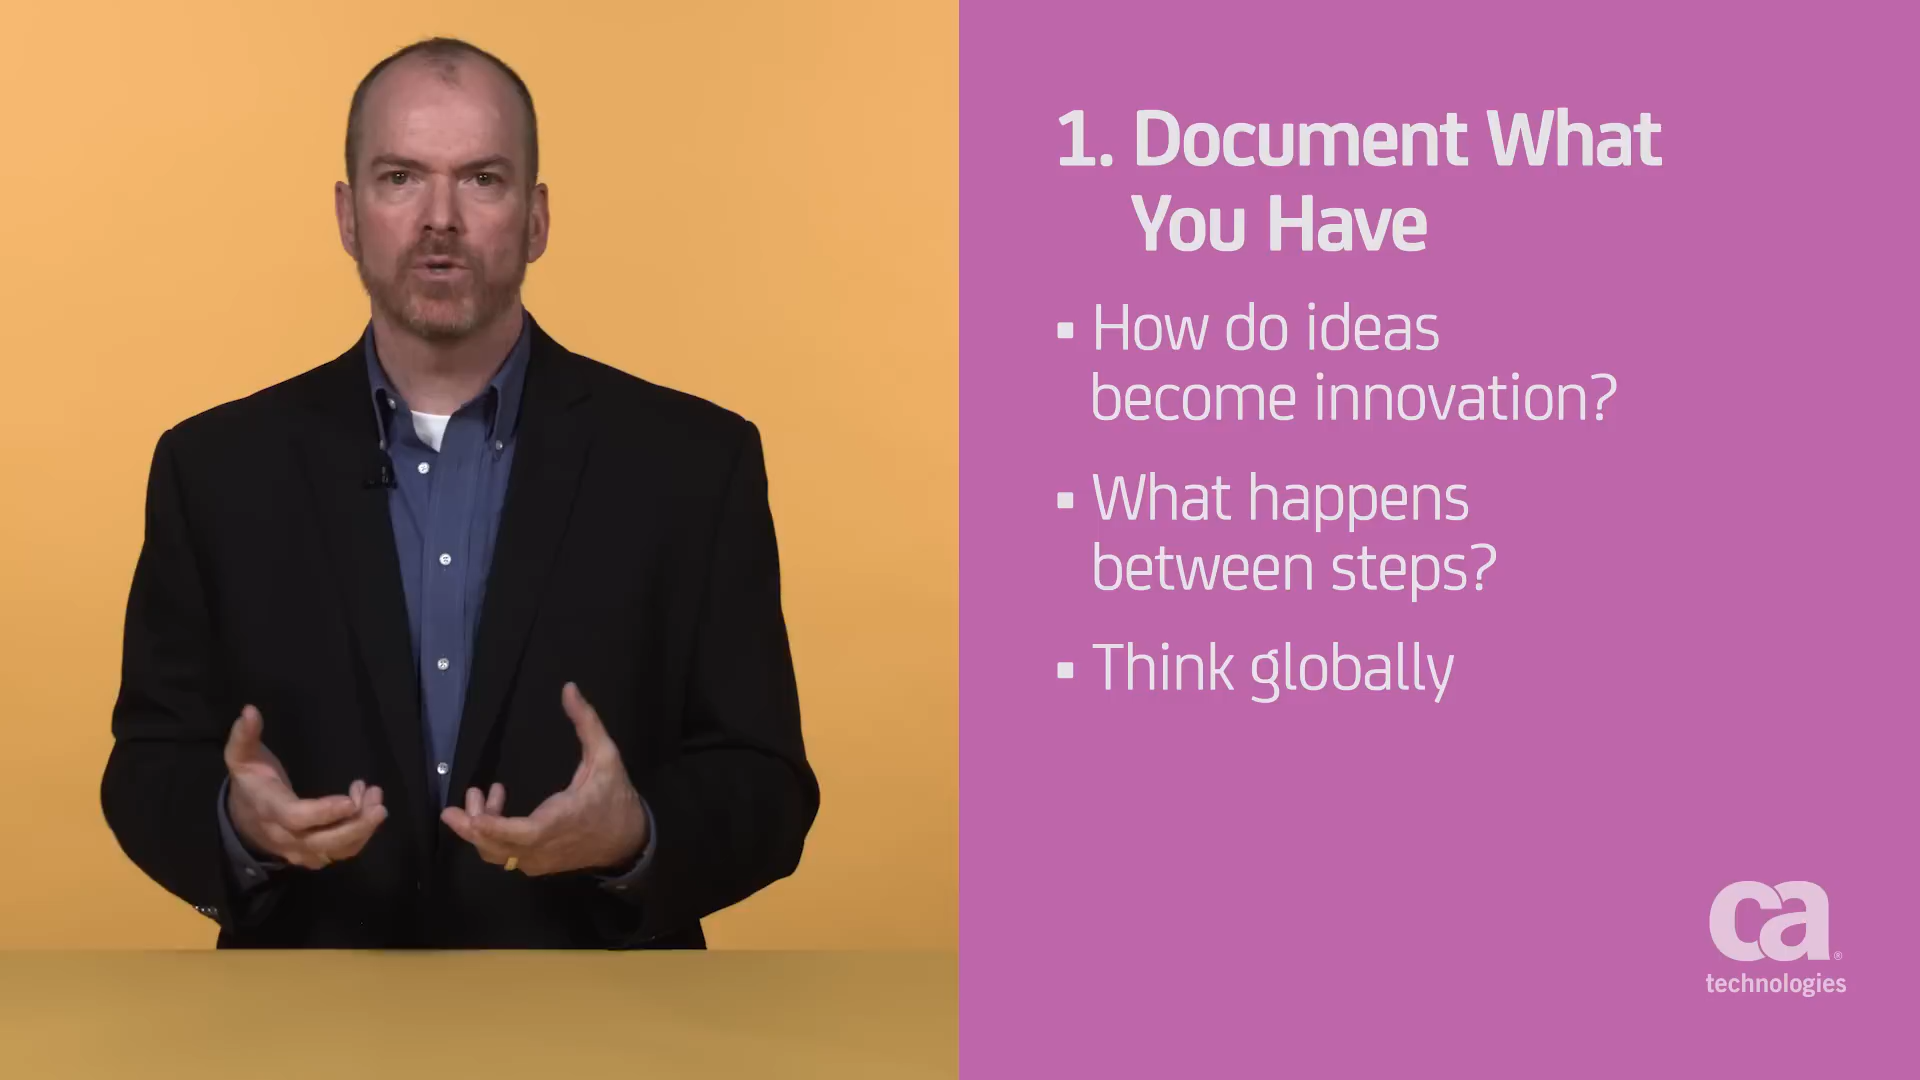 1. Document What
You Have
▪ How do ideas
become innovation?
▪ What happens
between steps?
▪ Think globally
ca®
technologies